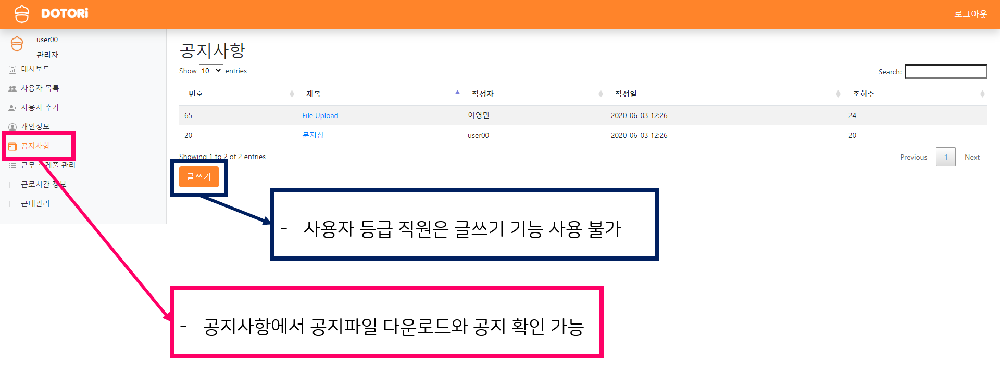 DOTORi
로그아웃
user00
관리자
대시보드
사용자 목록
사용자 추가
개인정보
공지사항
근무 스케줄 관리
근로시간 정보
근태관리
공지사항
Show 10 entries
Search:
번호 제목 작성자 작성일 조회수
65 File Upload 이영민 2020-06-03 12:26 24
20 문지상 user00 2020-06-03 12:26 20
Showing 1 to 2 of 2 entries
Previous 1 Next
글쓰기
- 사용자 등급 직원은 글쓰기 기능 사용 불가
- 공지사항에서 공지파일 다운로드와 공지 확인 가능